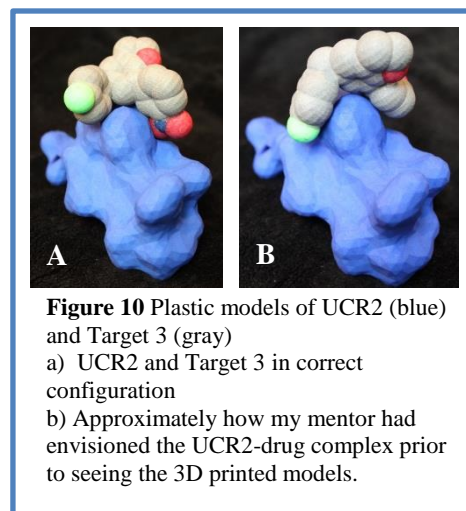 A
B
Figure 10 Plastic models of UCR2 (blue)
and Target 3 (gray)
a) UCR2 and Target 3 in correct
configuration
b) Approximately how my mentor had
envisioned the UCR2-drug complex prior
to seeing the 3D printed models.